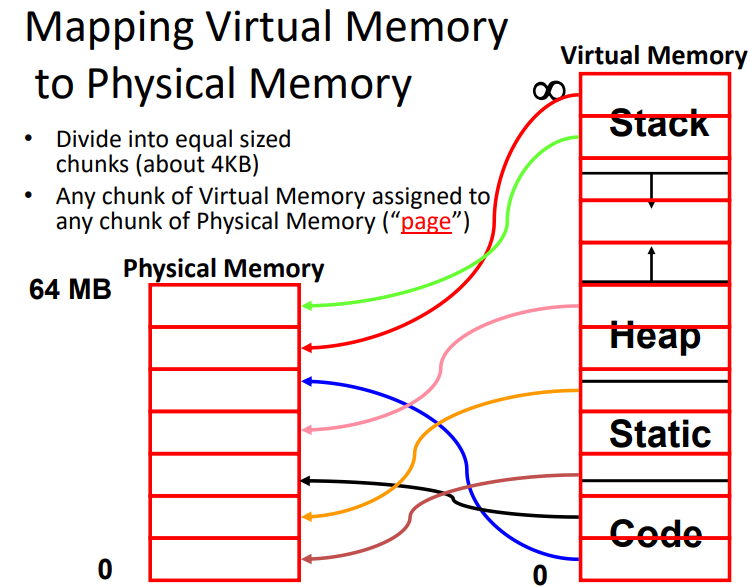 Mapping Virtual Memory
to Physical Memory
• Divide into equal sized
chunks (about 4KB)
• Any chunk of Virtual Memory assigned to
any chunk of Physical Memory (“page”)
Physical Memory
64 MB
0
Virtual Memory
∞
Stack
Heap
Static
Code
0